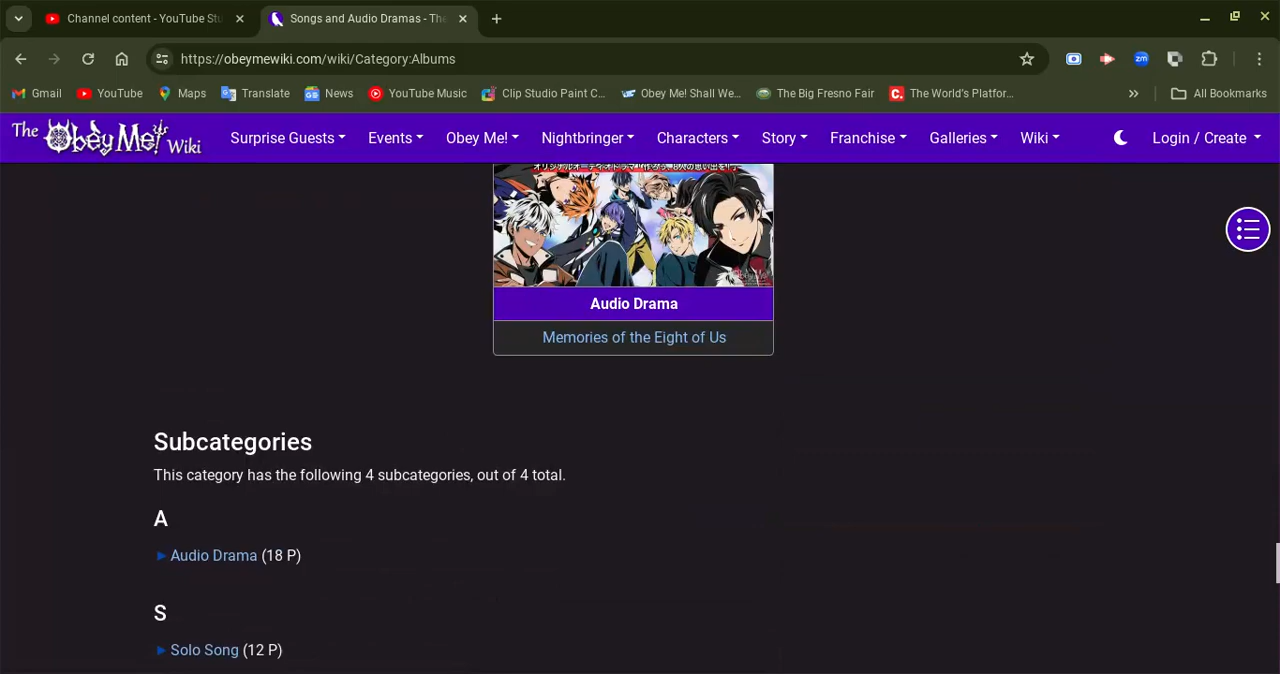 Channel content - YouTube Stu
Songs and Audio Dramas - The
https://obeymewiki.com/wiki/Category:Albums
Gmail
YouTube
Maps
Translate
News
YouTube Music
Clip Studio Paint C...
Obey Me! Shall We...
The Big Fresno Fair
The World's Platfor...
All Bookmarks
The Obey Me! Wiki
Surprise Guests
Events
Obey Me!
Nightbringer
Characters
Story
Franchise
Galleries
Wiki
Login / Create
Audio Drama
Memories of the Eight of Us
Subcategories
This category has the following 4 subcategories, out of 4 total.
A
► Audio Drama (18 P)
S
► Solo Song (12 P)